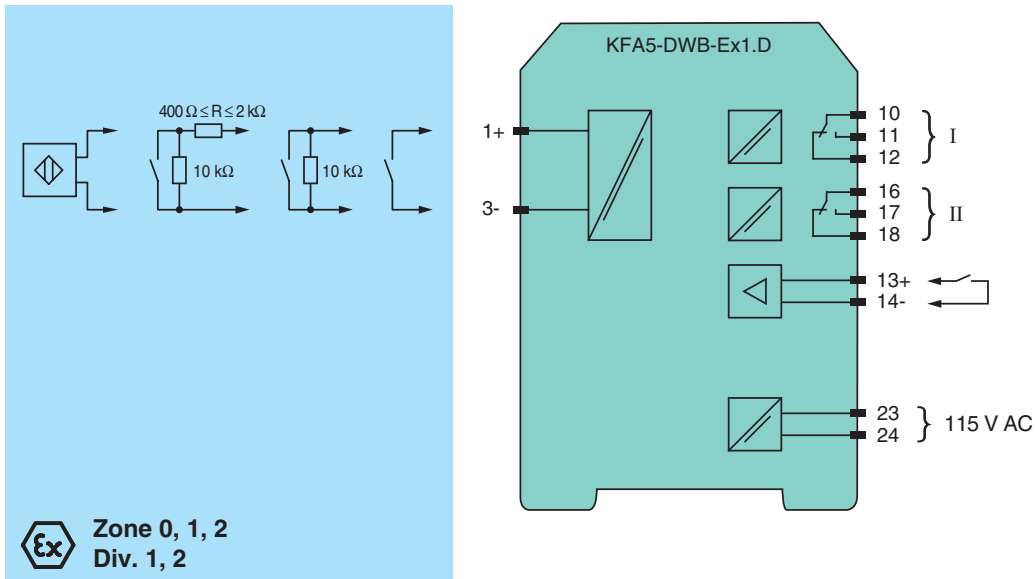 KFA5-DWB-Ex1.D
400 Ω ≤ R ≤ 2 kΩ
10 kΩ
10 kΩ
1+
3-
10
11
12
I
16
17
18
II
13+
14-
23
24
115 V AC
Ex
Zone 0, 1, 2
Div. 1, 2